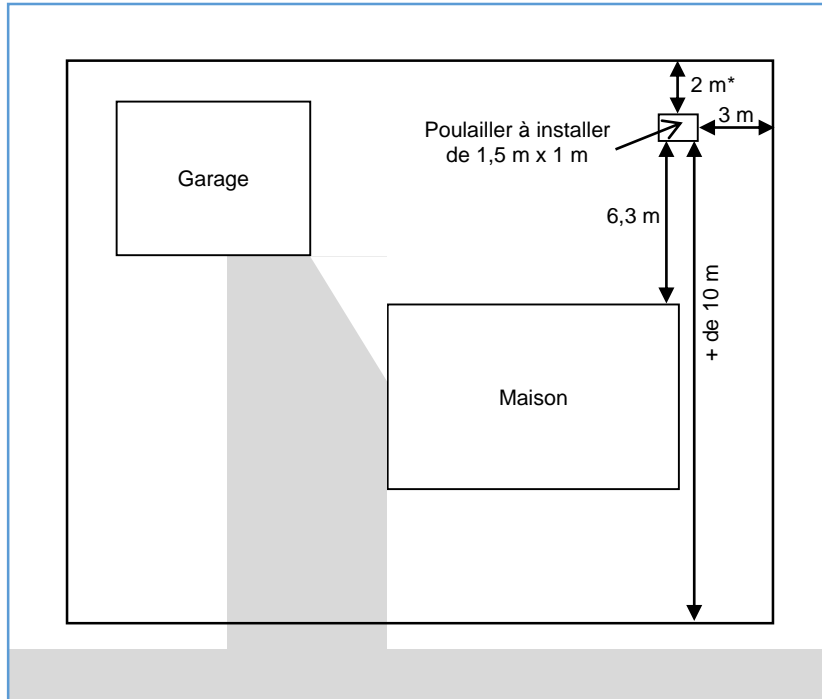 2 m*
3 m
Poulailler à installer
de 1,5 m x 1 m
Garage
6,3 m
+ de 10 m
Maison